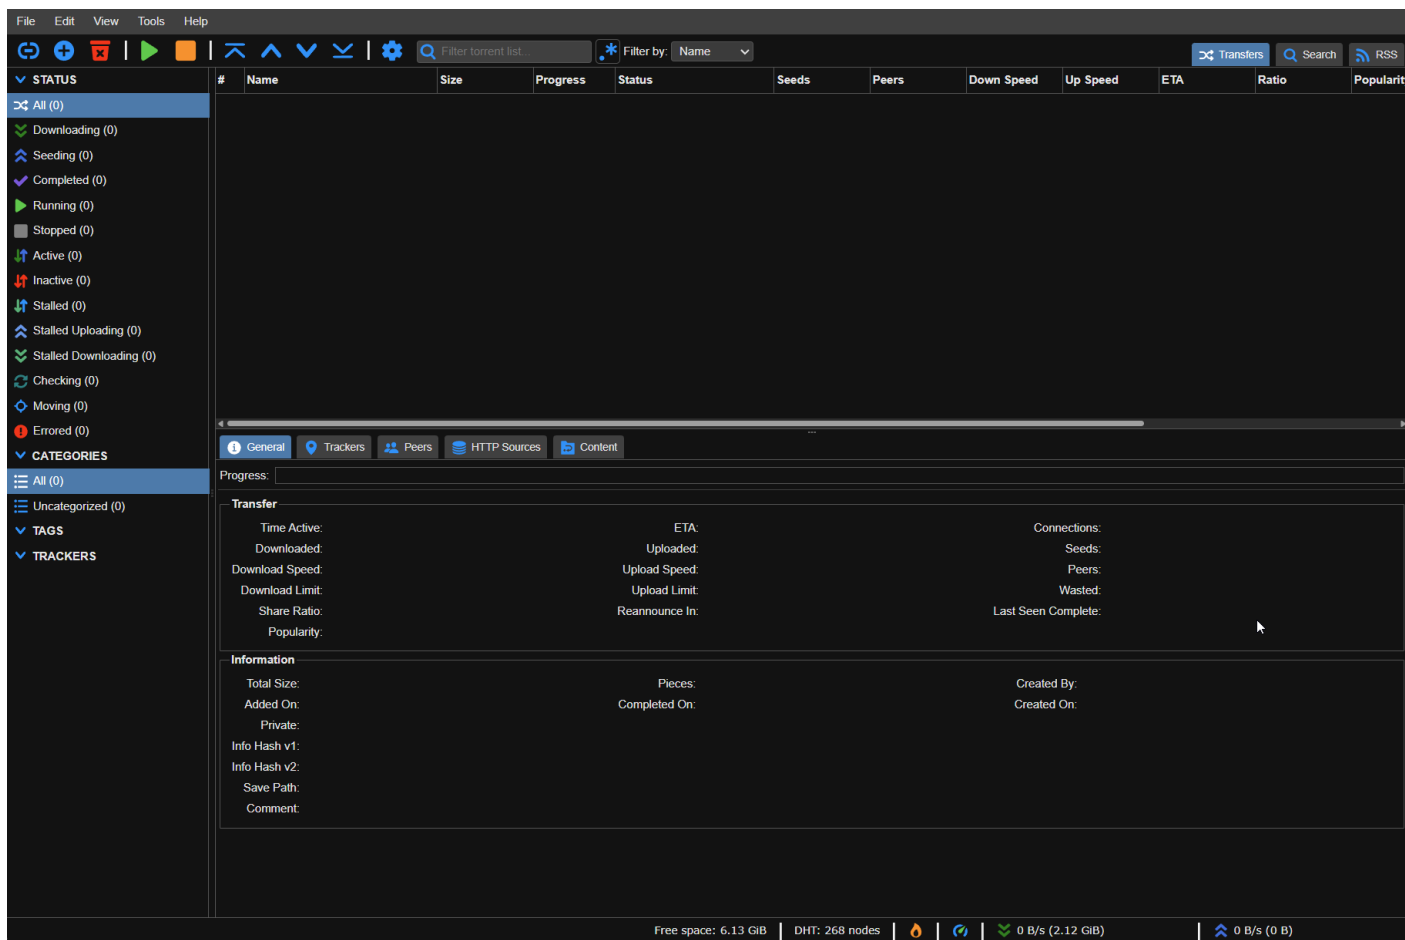 File Edit View Tools Help
Filter torrent list... .* Filter by: Name Transfers Search RSS
STATUS
# Name Size Progress Status Seeds Peers Down Speed Up Speed ETA Ratio Popularit
All (0)
Downloading (0)
Seeding (0)
Completed (0)
Running (0)
Stopped (0)
Active (0)
Inactive (0)
Stalled (0)
Stalled Uploading (0)
Stalled Downloading (0)
Checking (0)
Moving (0)
Errored (0)
CATEGORIES
All (0)
Uncategorized (0)
TAGS
TRACKERS
General Trackers Peers HTTP Sources Content
Progress:
Transfer
Time Active: ETA: Connections:
Downloaded: Uploaded: Seeds:
Download Speed: Upload Speed: Peers:
Download Limit: Upload Limit: Wasted:
Share Ratio: Reannounce In: Last Seen Complete:
Popularity:
Information
Total Size: Pieces: Created By:
Added On: Completed On: Created On:
Private:
Info Hash v1:
Info Hash v2:
Save Path:
Comment:
Free space: 6.13 GiB DHT: 268 nodes 0 B/s (2.12 GiB) 0 B/s (0 B)